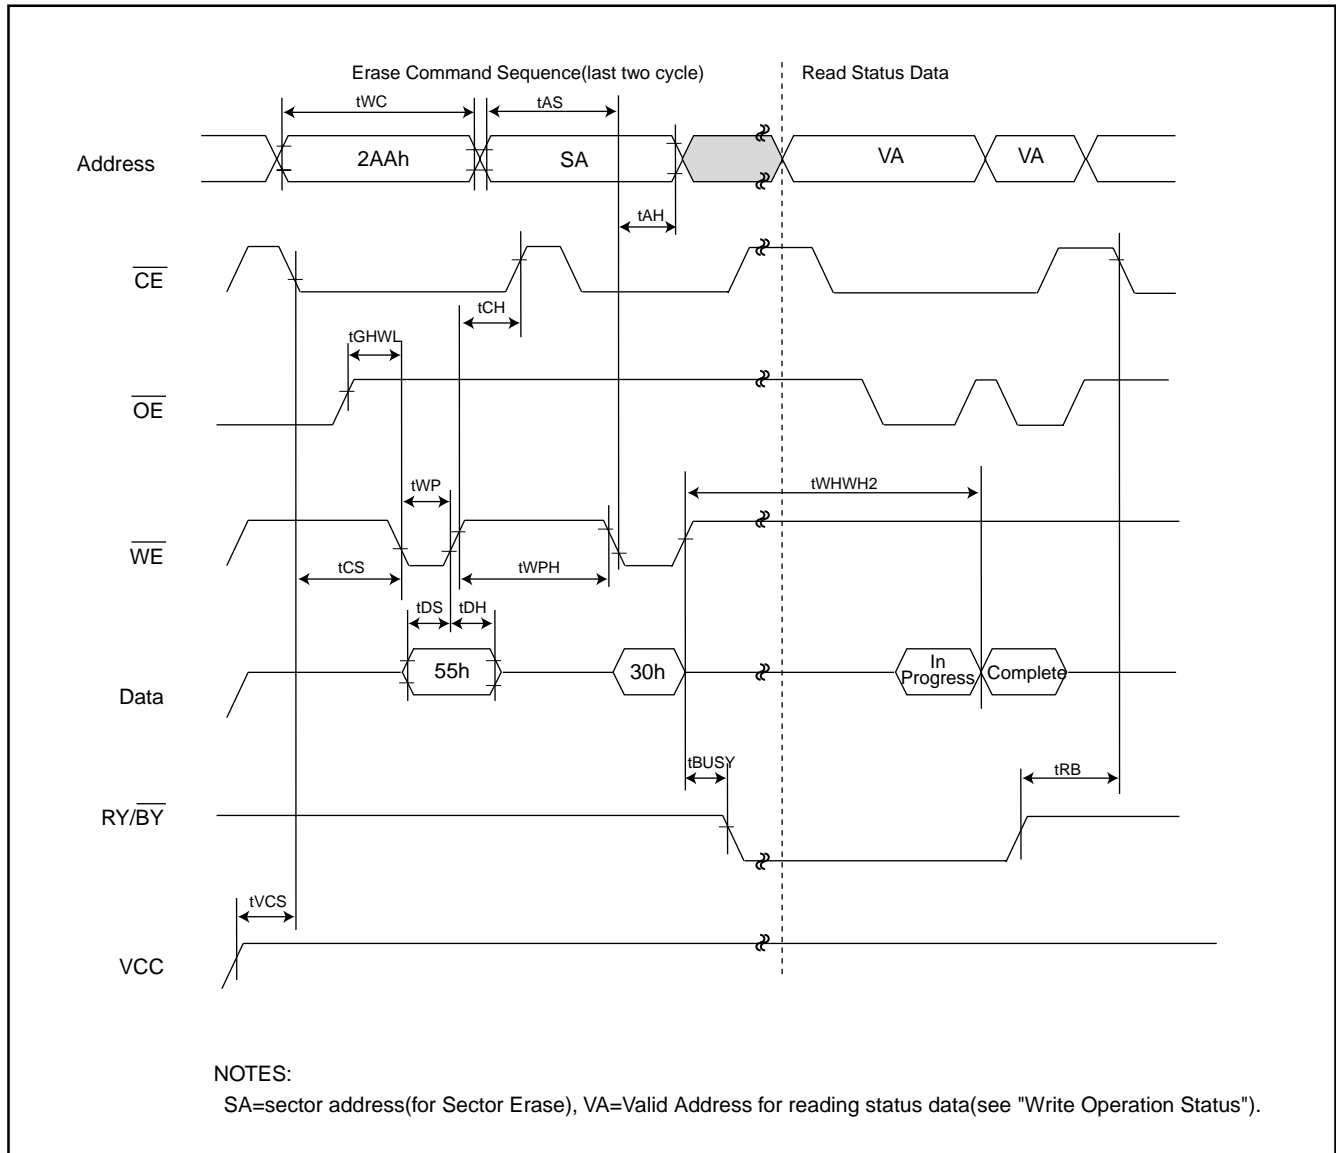 Erase Command Sequence(last two cycle)
Read Status Data
tWC
tAS
Address
2AAh
SA
VA
VA
tAH
CE
tCH
tGHWL
OE
tWP
tWHWH2
WE
tCS
tWPH
tDS
tDH
Data
55h
30h
In
Progress
Complete
tBUSY
tRB
RY/BY
tVCS
VCC
NOTES:
SA=sector address(for Sector Erase), VA=Valid Address for reading status data(see "Write Operation Status").